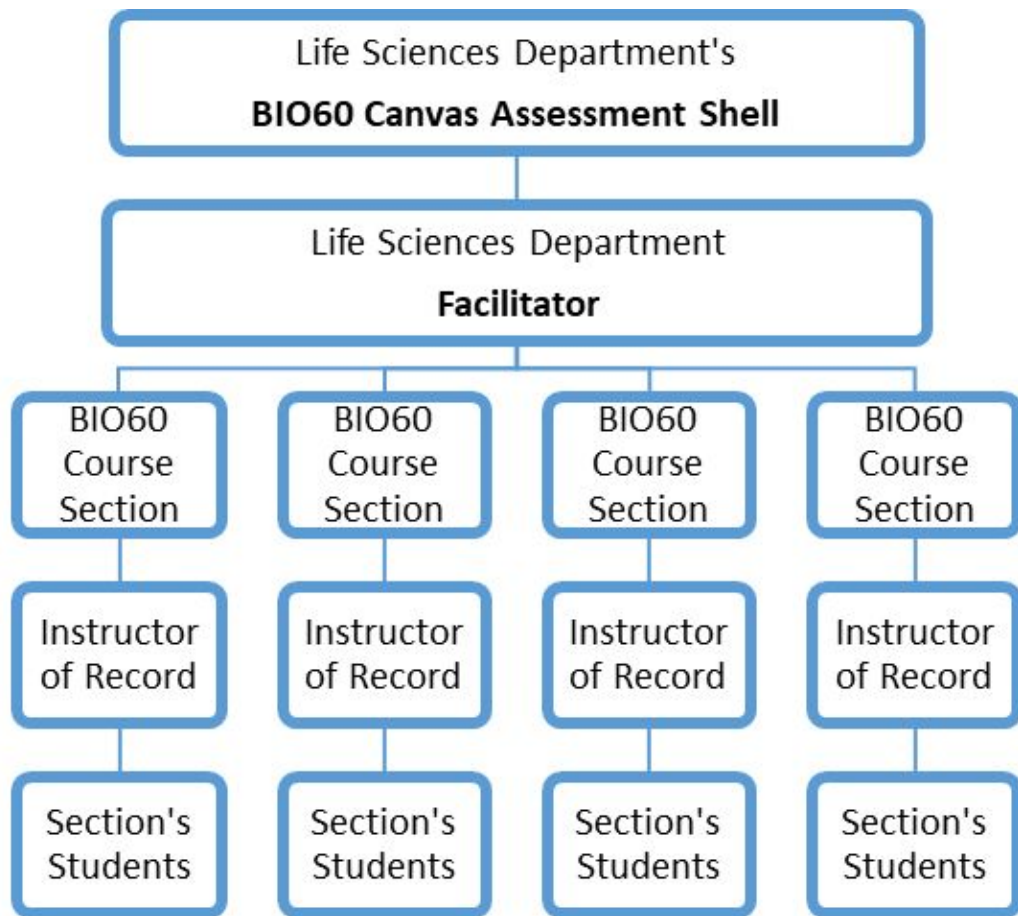 Life Sciences Department's
BIO60 Canvas Assessment Shell
Life Sciences Department
Facilitator
BIO60
Course
Section
BIO60
Course
Section
BIO60
Course
Section
BIO60
Course
Section
Instructor
of Record
Instructor
of Record
Instructor
of Record
Instructor
of Record
Section's
Students
Section's
Students
Section's
Students
Section's
Students